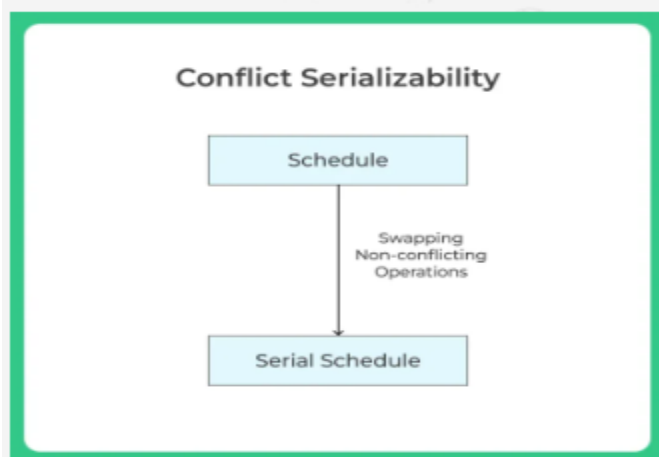 Conflict Serializability
Schedule
Swapping
Non-conflicting
Operations
Serial Schedule